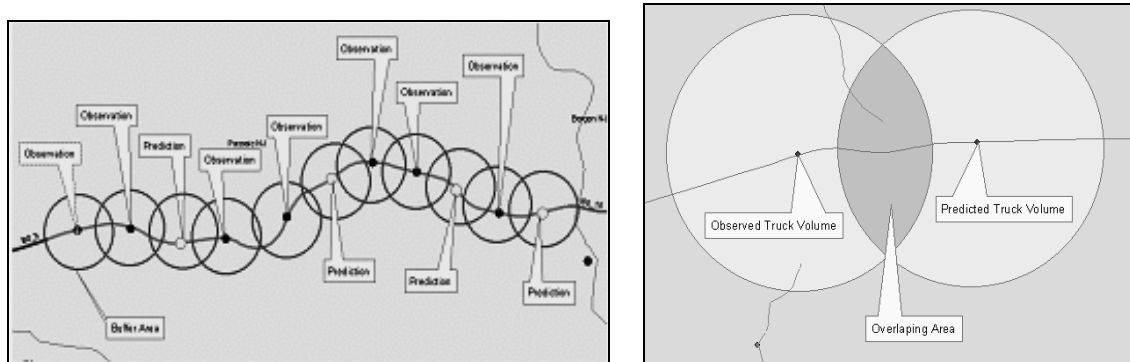 Observation
Observation
Observation
Observation
Observation
Prediction
Observation
Observation
Prediction
Prediction
Prediction
Buffer Area
Observed Truck Volume
Predicted Truck Volume
Overlaping Area